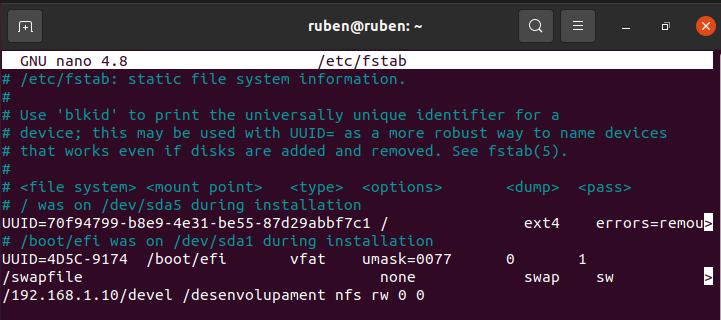 ruben@ruben: ~
GNU nano 4.8 /etc/fstab
# /etc/fstab: static file system information.
#
# Use 'blkid' to print the universally unique identifier for a
# device; this may be used with UUID= as a more robust way to name devices
# that works even if disks are added and removed. See fstab(5).
#
# <file system> <mount point>   <type>  <options>       <dump>  <pass>
# / was on /dev/sda5 during installation
UUID=70f94799-b8e9-4e31-be55-87d29abbf7c1 /               ext4    errors=remou>
# /boot/efi was on /dev/sda1 during installation
UUID=4D5C-9174  /boot/efi       vfat    umask=0077      0       1
/swapfile                                 none            swap    sw          >
/192.168.1.10/devel /desenvolupament nfs rw 0 0